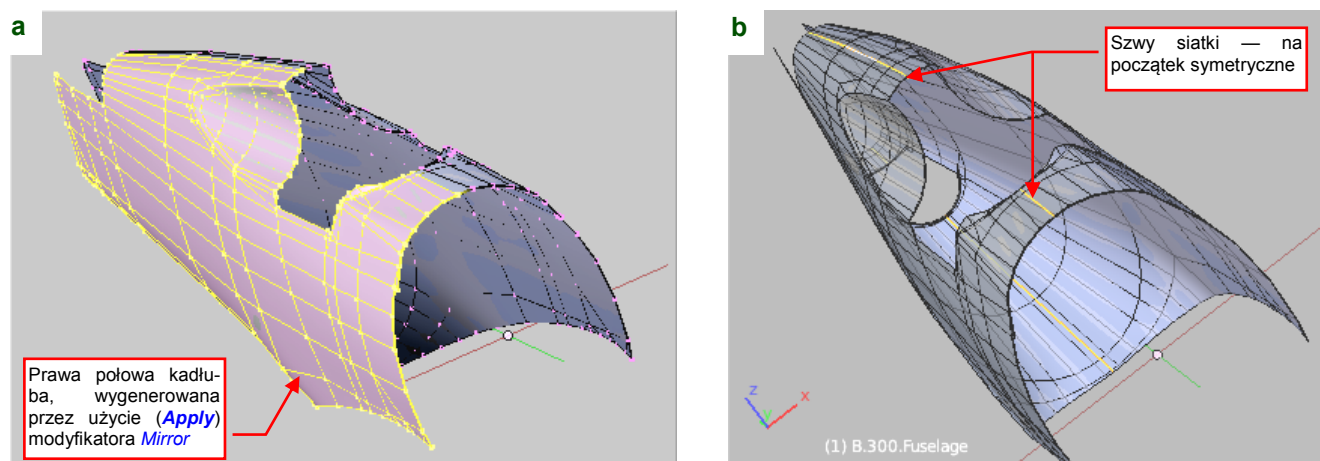 a
Prawa połowa kadłu-
ba, wygenerowana
przez użycie (Apply)
modyfikatora Mirror
b
Szwy siatki — na
początek symetryczne
z
x
y
(1) B.300.Fuselage